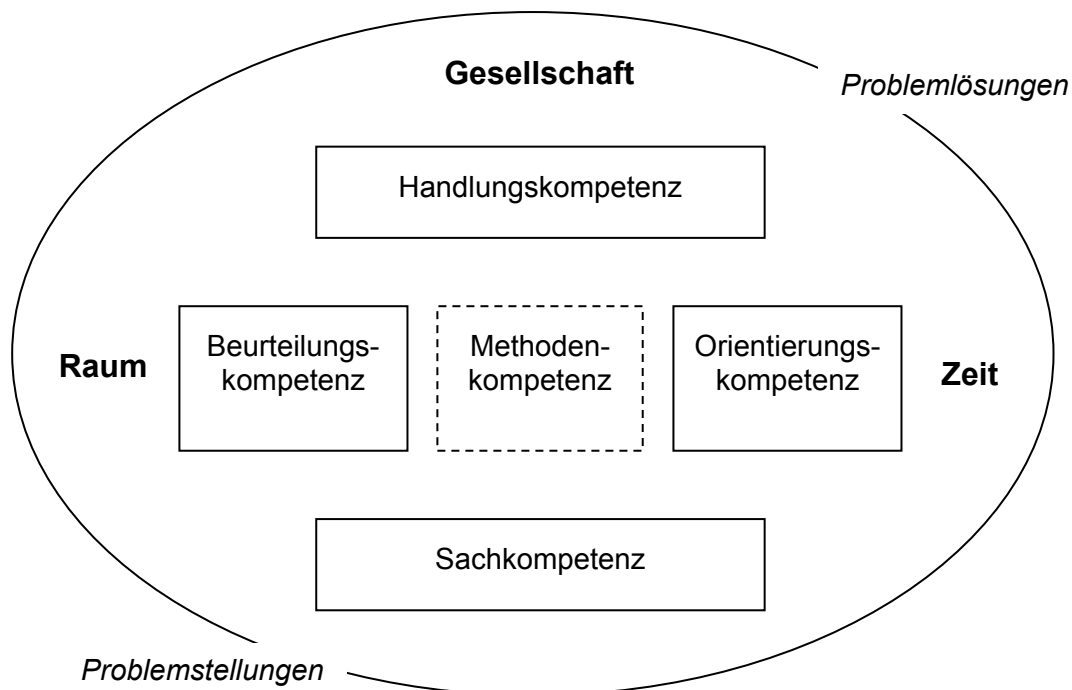 Gesellschaft
Problemlösungen
Handlungskompetenz
Raum
Beurteilungs-
kompetenz
Methoden-
kompetenz
Orientierungs-
kompetenz
Zeit
Sachkompetenz
Problemstellungen